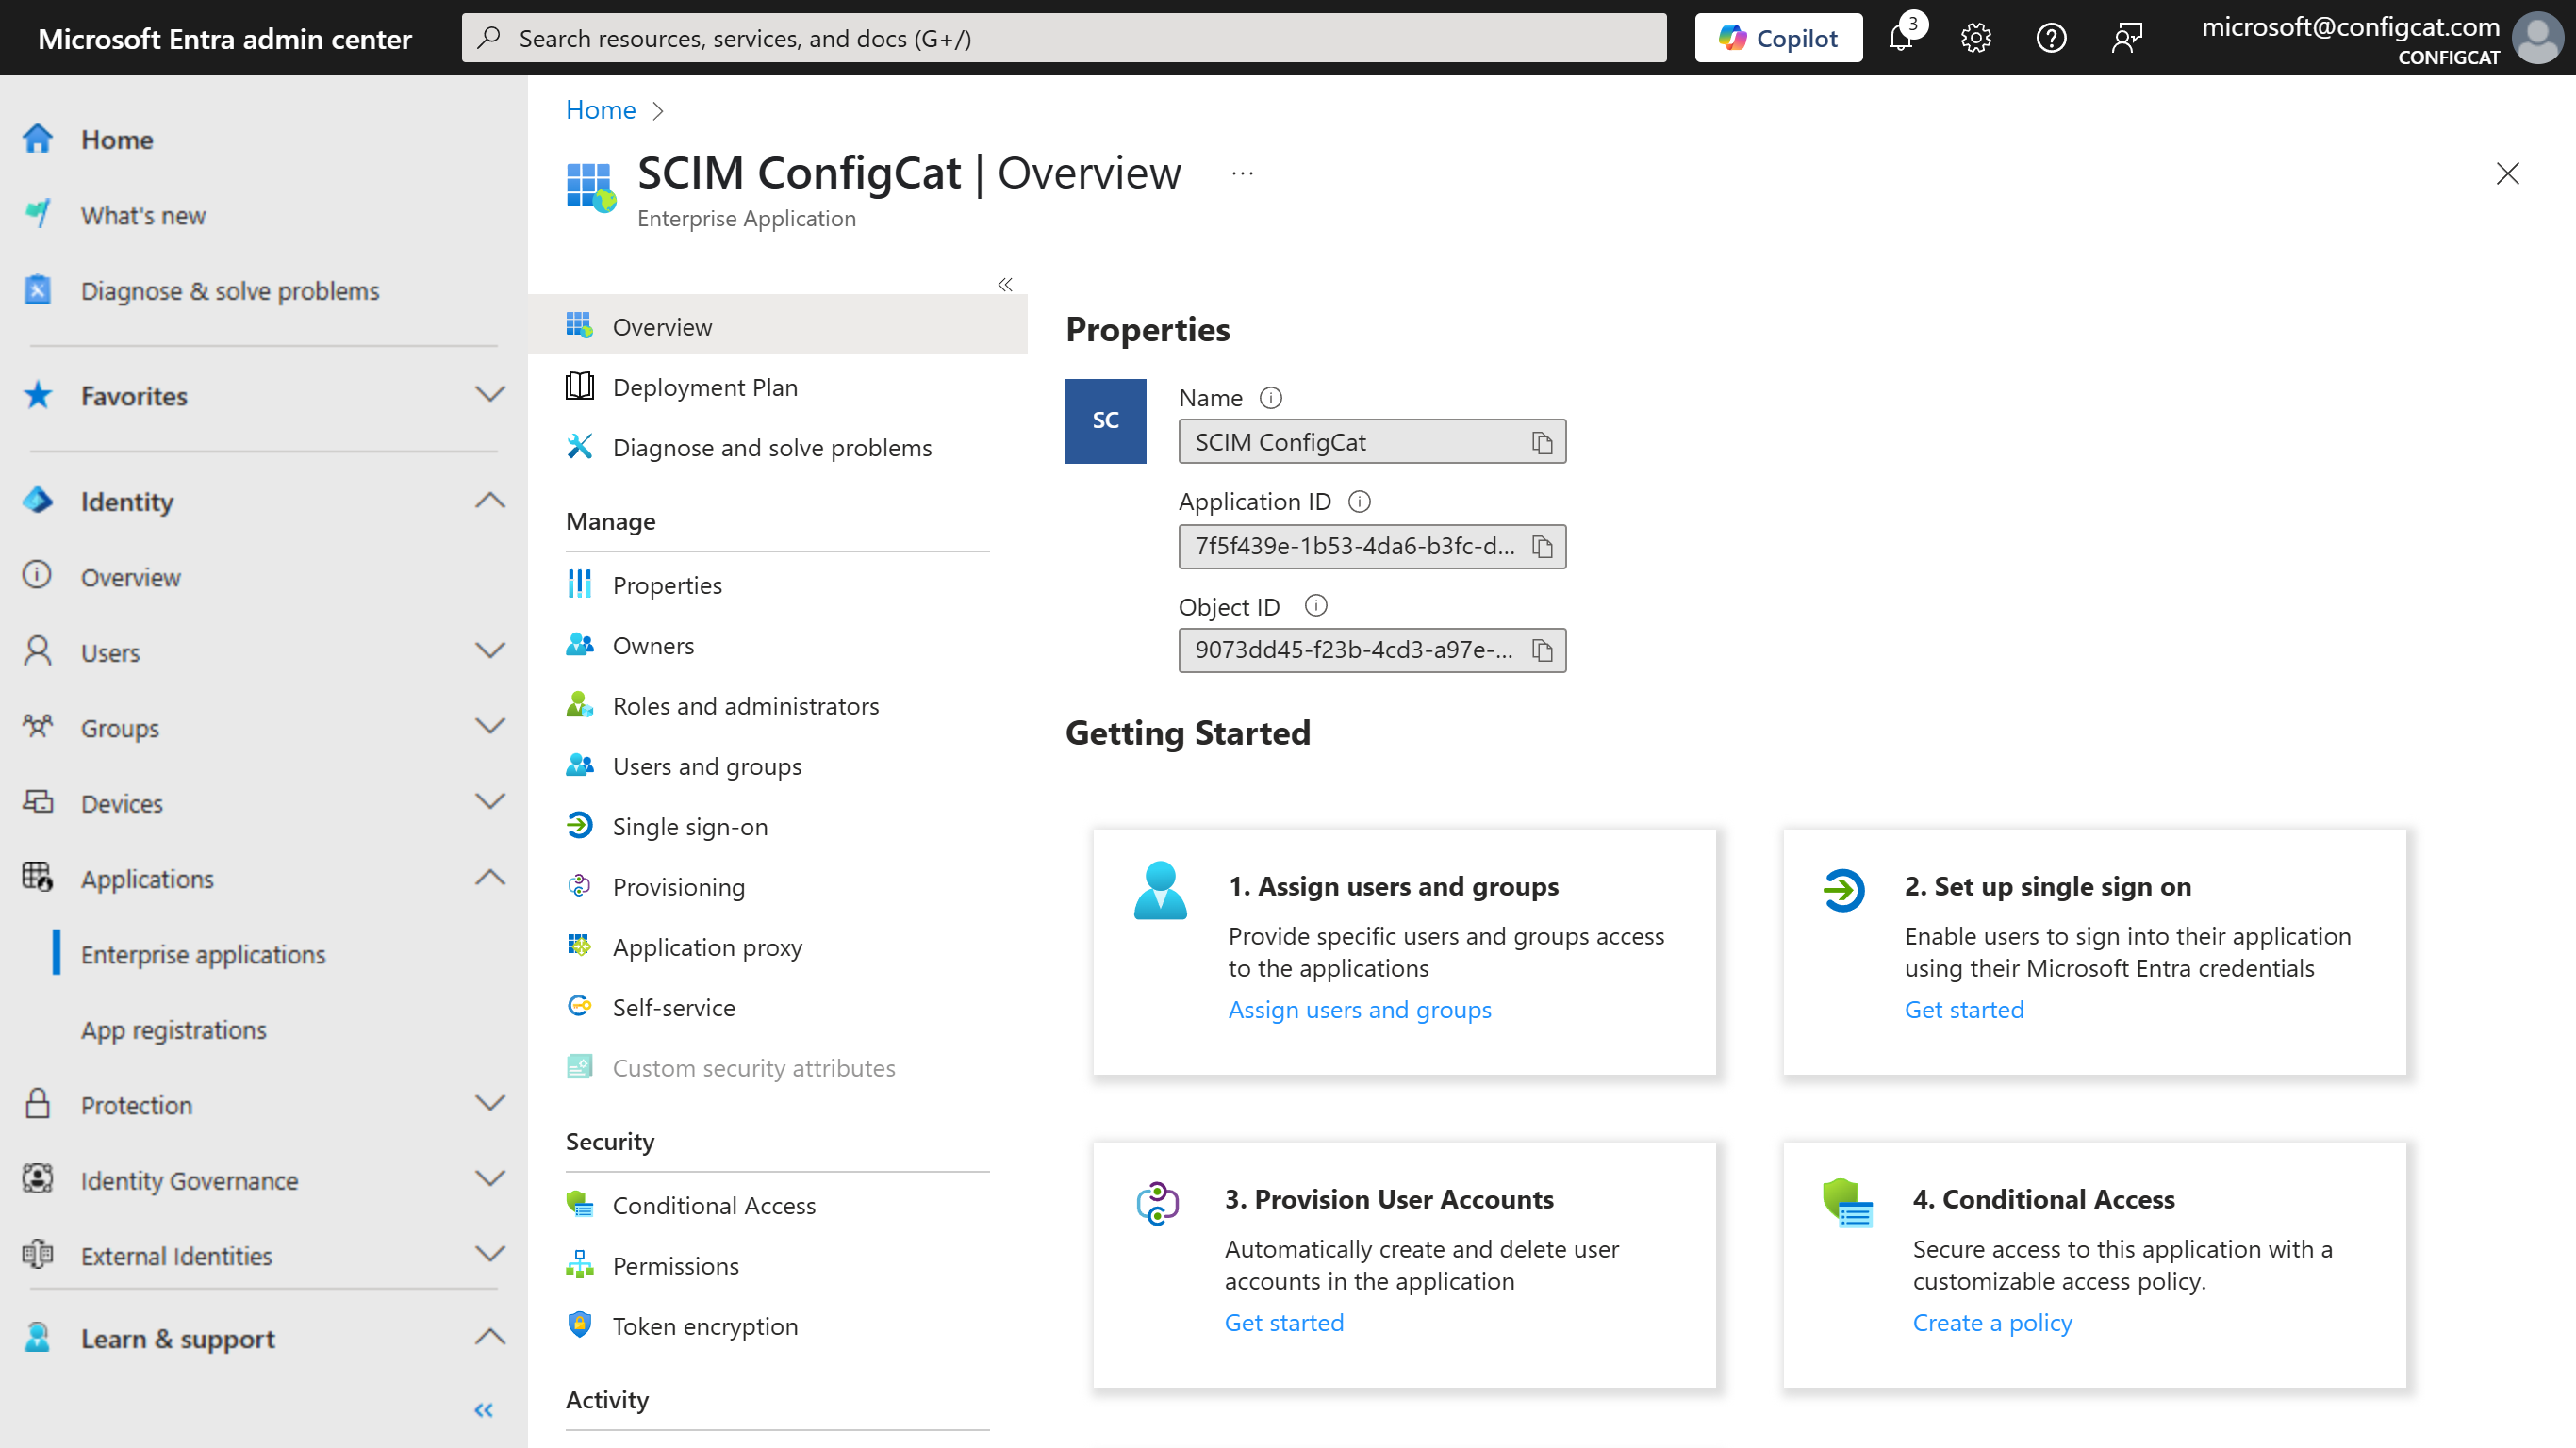 Microsoft Entra admin center
Search resources, services, and docs (G+/)
Copilot
3
microsoft@configcat.com
CONFIGCAT
Home
What's new
Diagnose & solve problems
Favorites
Identity
Overview
Users
Groups
Devices
Applications
Enterprise applications
App registrations
Protection
Identity Governance
External Identities
Learn & support
Home
SCIM ConfigCat | Overview
...
Enterprise Application
Overview
Deployment Plan
Diagnose and solve problems
Manage
Properties
Owners
Roles and administrators
Users and groups
Single sign-on
Provisioning
Application proxy
Self-service
Custom security attributes
Security
Conditional Access
Permissions
Token encryption
Activity
Properties
SC
Name
SCIM ConfigCat
Application ID
7f5f439e-1b53-4da6-b3fc-d...
Object ID
9073dd45-f23b-4cd3-a97e-...
Getting Started
1. Assign users and groups
Provide specific users and groups access
to the applications
Assign users and groups
2. Set up single sign on
Enable users to sign into their application
using their Microsoft Entra credentials
Get started
3. Provision User Accounts
Automatically create and delete user
accounts in the application
Get started
4. Conditional Access
Secure access to this application with a
customizable access policy.
Create a policy